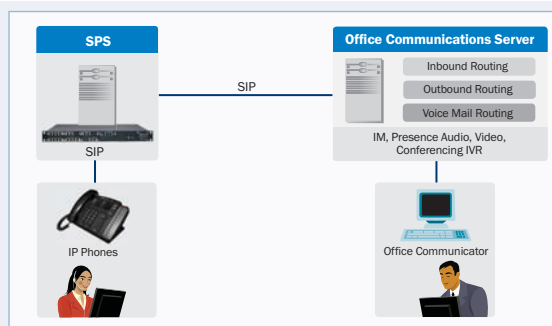 SPS
SIP
IP Phones
SIP
Office Communications Server
Inbound Routing
Outbound Routing
Voice Mail Routing
IM, Presence Audio, Video,
Conferencing IVR
Office Communicator